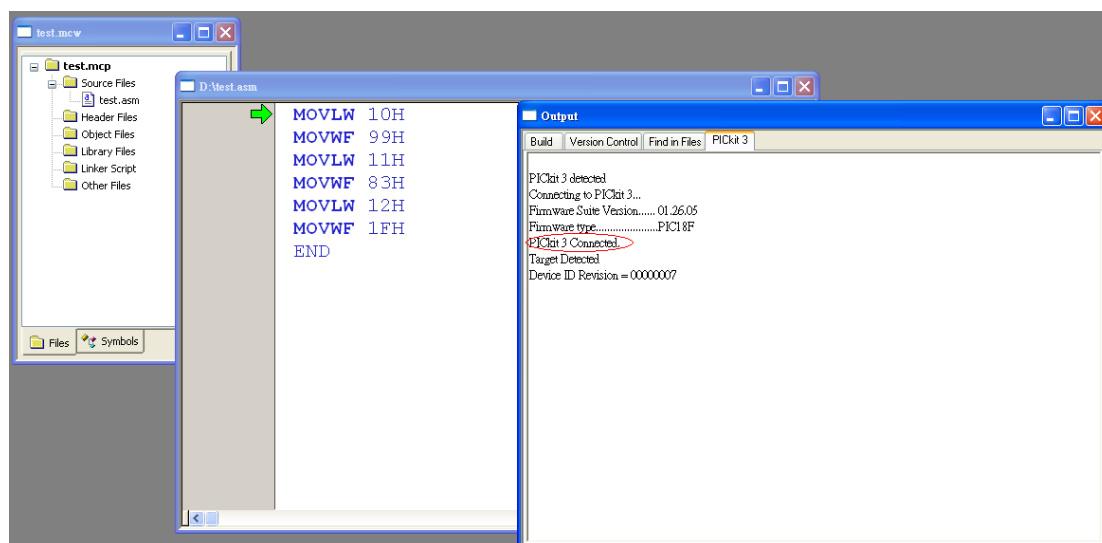 test.mcw
test.mcp
Source Files
test.asm
Header Files
Object Files
Library Files
Linker Script
Other Files
Files
Symbols
D:\test.asm
MOVLW 10H
MOVWF 99H
MOVLW 11H
MOVWF 83H
MOVLW 12H
MOVWF 1FH
END
Output
Build Version Control Find in Files PICkit 3
PICkit 3 detected
Connecting to PICkit 3...
Firmware Suite Version...... 01.26.05
Firmware type......................PIC18F
PICkit 3 Connected.
Target Detected
Device ID Revision = 00000007